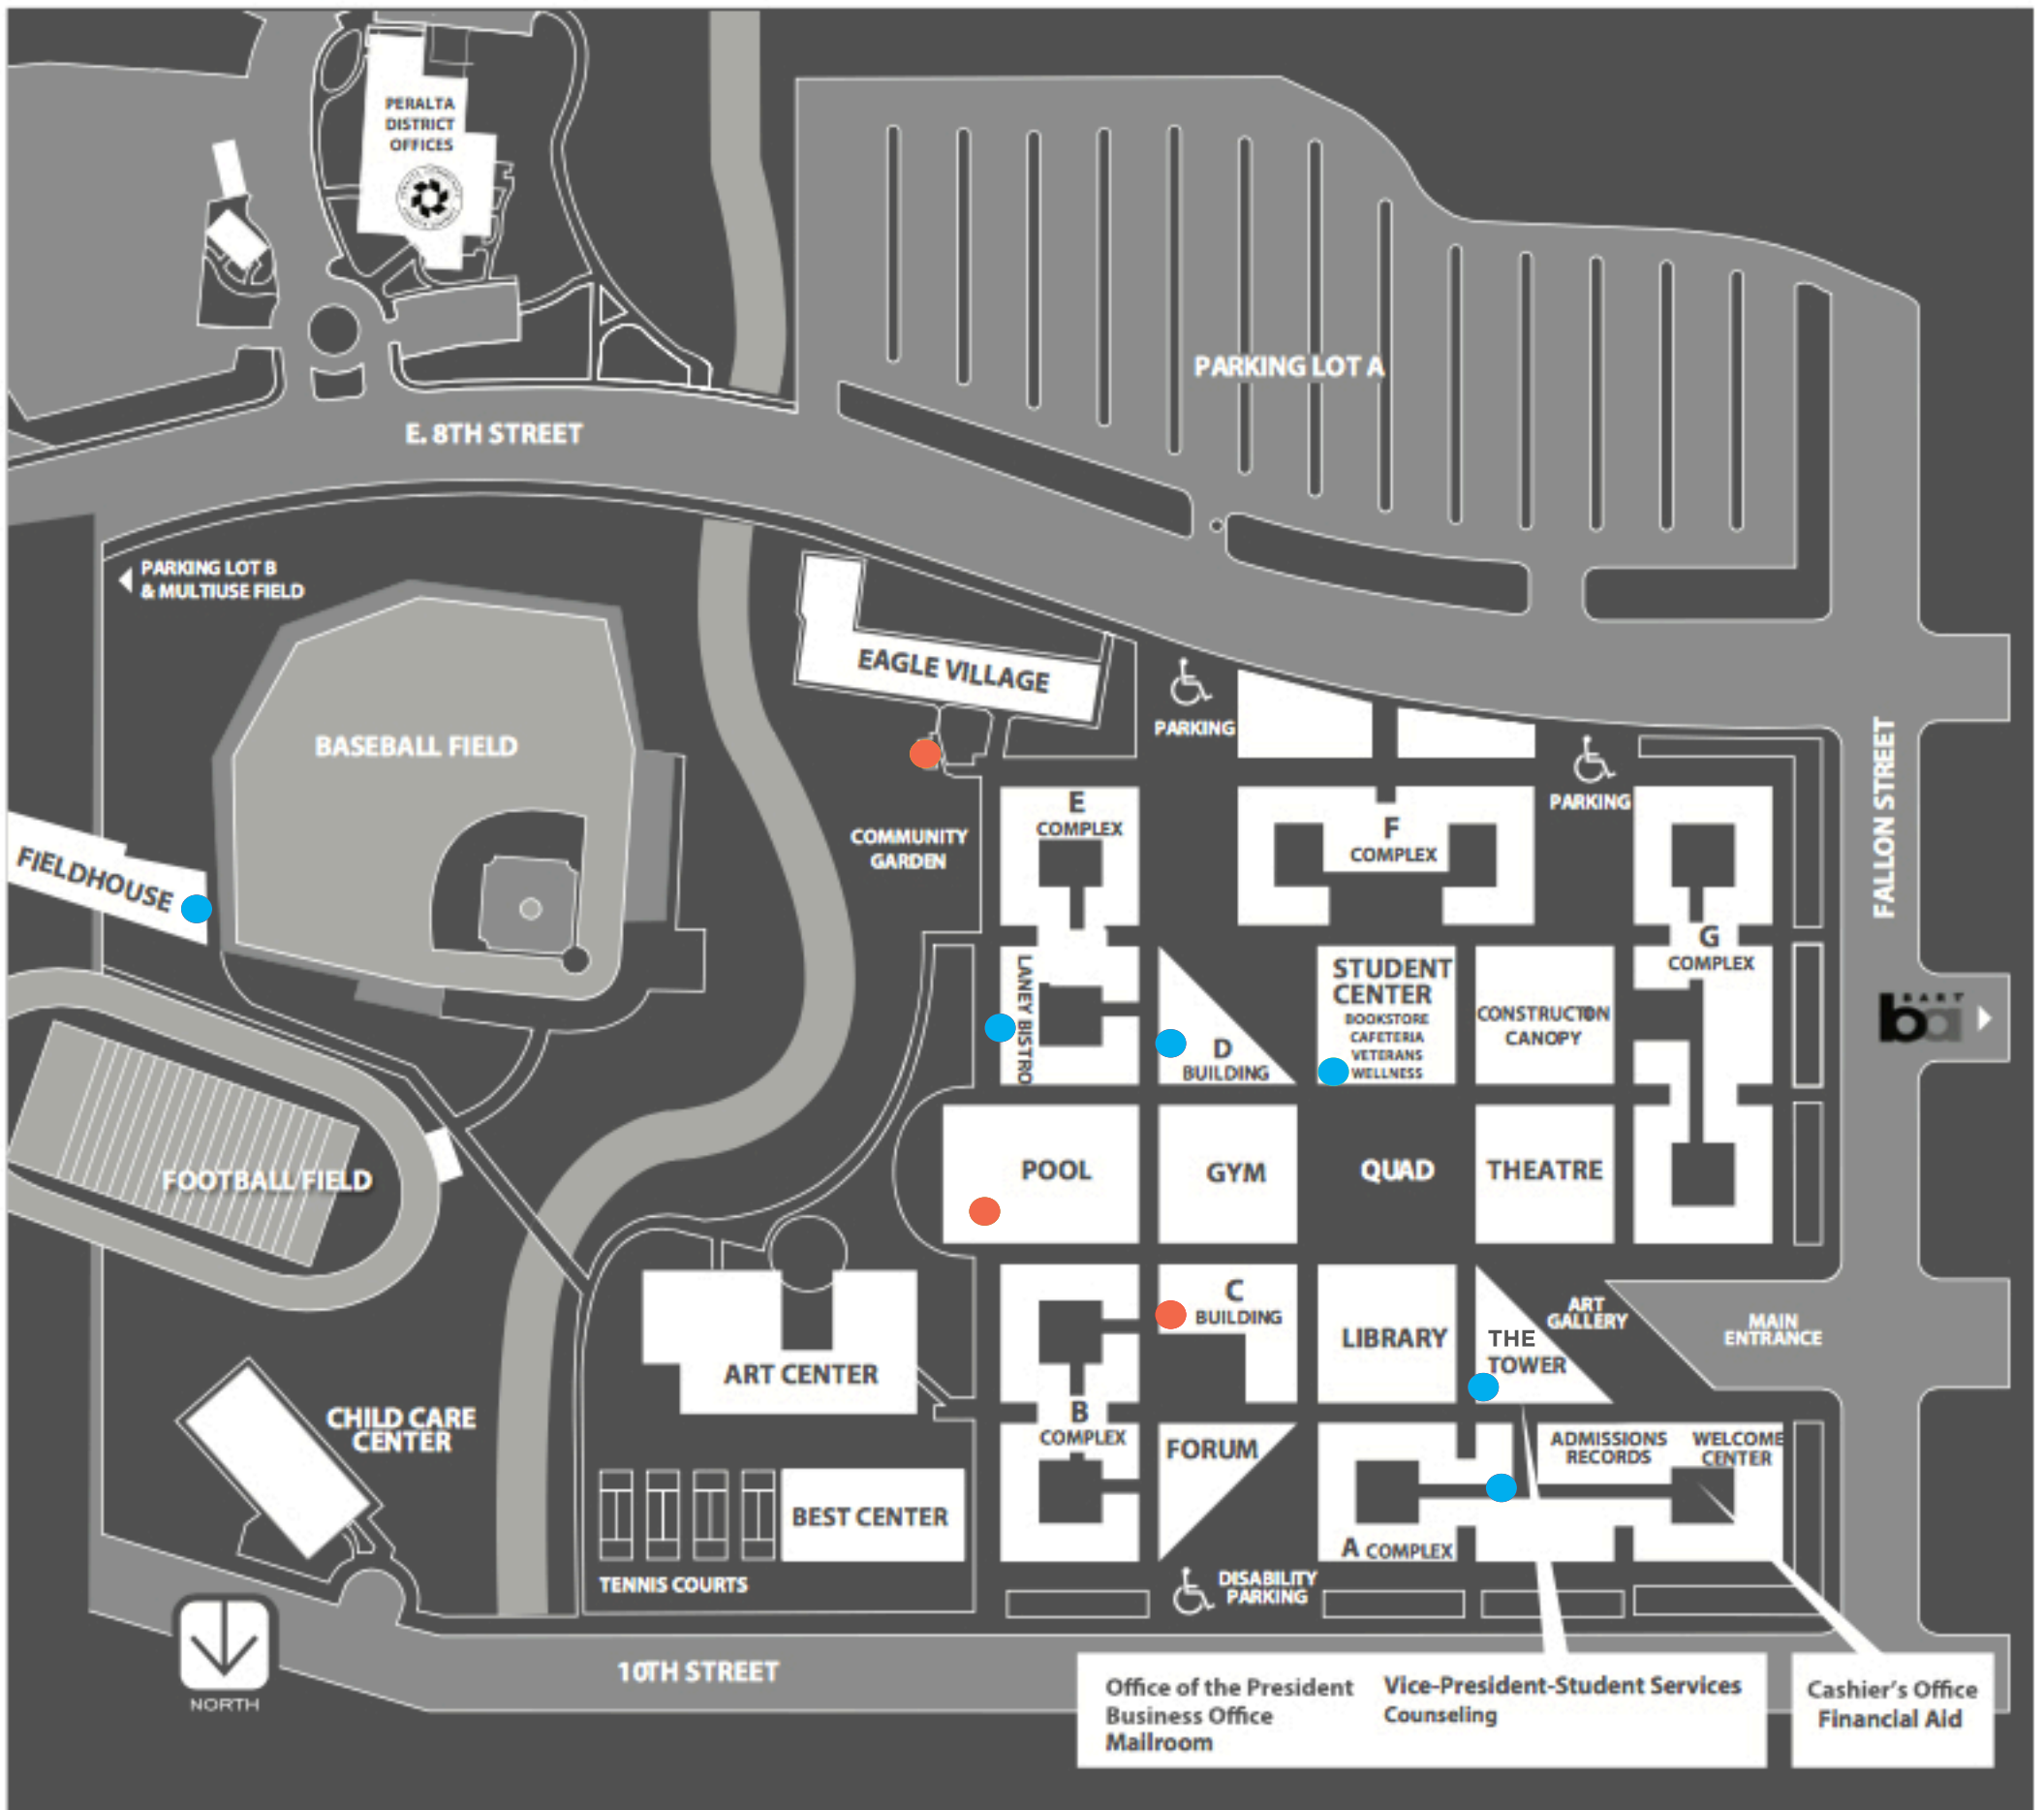 PERALTA
DISTRICT
OFFICES
PARKING LOT A
E. 8TH STREET
PARKING LOT B
& MULTIUSE FIELD
EAGLE VILLAGE
PARKING
BASEBALL FIELD
PARKING
FALLON STREET
E
COMPLEX
F
COMPLEX
COMMUNITY
GARDEN
FIELDHOUSE
G
COMPLEX
LANEY BISTRO
STUDENT
CENTER
BOOKSTORE
CAFETERIA
VETERANS
WELLNESS
CONSTRUCTION
CANOPY
BART
ba
D
BUILDING
FOOTBALL FIELD
POOL
GYM
QUAD
THEATRE
C
BUILDING
LIBRARY
THE
TOWER
ART
GALLERY
MAIN
ENTRANCE
ART CENTER
CHILD CARE
CENTER
B
COMPLEX
FORUM
ADMISSIONS
RECORDS
WELCOME
CENTER
BEST CENTER
A COMPLEX
TENNIS COURTS
DISABILITY
PARKING
NORTH
10TH STREET
Office of the President
Business Office
Mailroom
Vice-President-Student Services
Counseling
Cashier's Office
Financial Aid